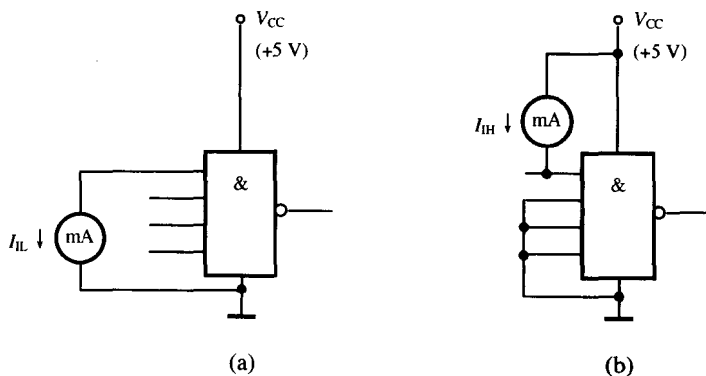 V_CC
(+5 V)
&
I_IL ↓
mA
(a)
V_CC
(+5 V)
I_IH ↓
mA
&
(b)